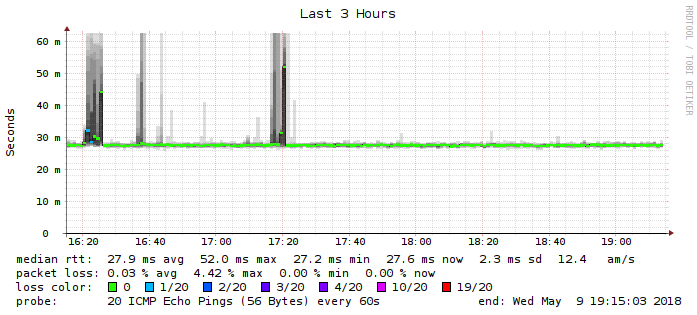 Last 3 Hours
RRDTOOL / TOBI OETIKER
Seconds
60 m
50 m
40 m
30 m
20 m
10 m
0
16:20 16:40 17:00 17:20 17:40 18:00 18:20 18:40 19:00
median rtt: 27.9 ms avg 52.0 ms max 27.2 ms min 27.6 ms now 2.3 ms sd 12.4 am/s
packet loss: 0.03 % avg 4.42 % max 0.00 % min 0.00 % now
loss color: 0 1/20 2/20 3/20 4/20 10/20 19/20
probe: 20 ICMP Echo Pings (56 Bytes) every 60s end: Wed May 9 19:15:03 2018